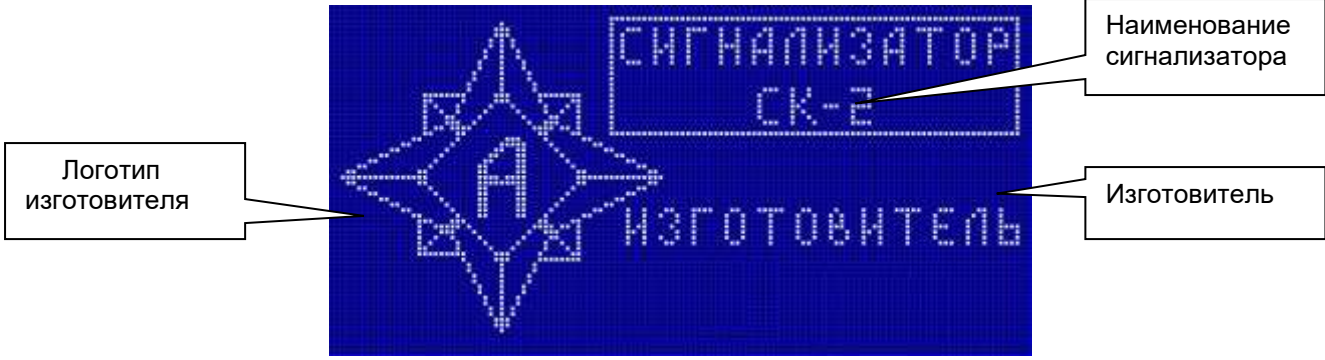 Логотип
изготовителя
А
СИГНАЛИЗАТОР
СК-2
ИЗГОТОВИТЕЛЬ
Наименование
сигнализатора
Изготовитель